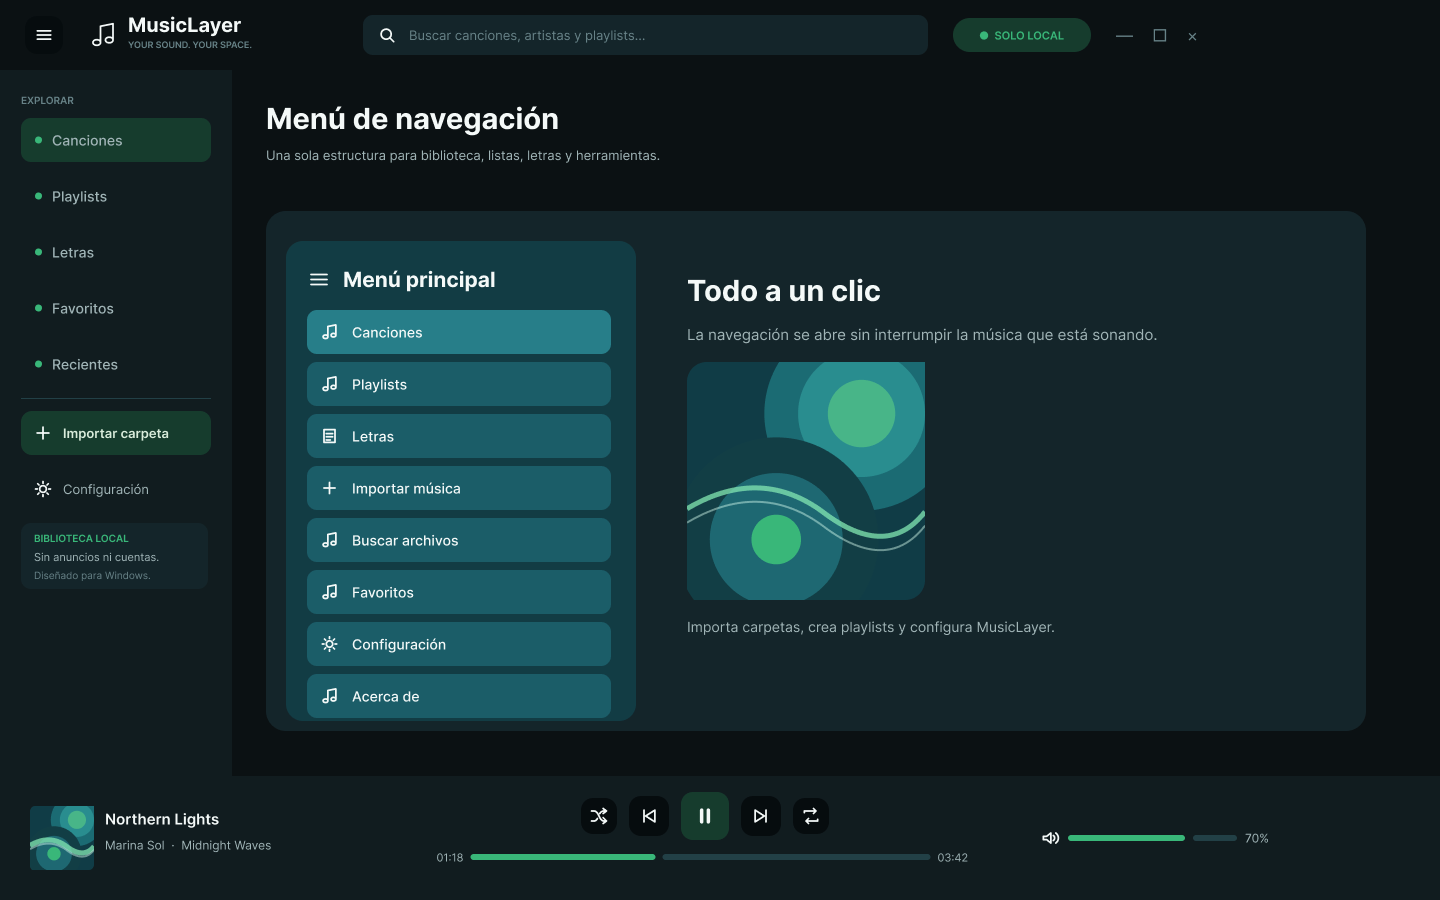 MusicLayer
YOUR SOUND. YOUR SPACE.
Buscar canciones, artistas y playlists...
SOLO LOCAL
EXPLORAR
Canciones
Playlists
Letras
Favoritos
Recientes
Importar carpeta
Configuración
BIBLIOTECA LOCAL
Sin anuncios ni cuentas.
Diseñado para Windows.
Menú de navegación
Una sola estructura para biblioteca, listas, letras y herramientas.
Menú principal
Canciones
Playlists
Letras
Importar música
Buscar archivos
Favoritos
Configuración
Acerca de
Todo a un clic
La navegación se abre sin interrumpir la música que está sonando.
Importa carpetas, crea playlists y configura MusicLayer.
Northern Lights
Marina Sol · Midnight Waves
01:18
03:42
70%